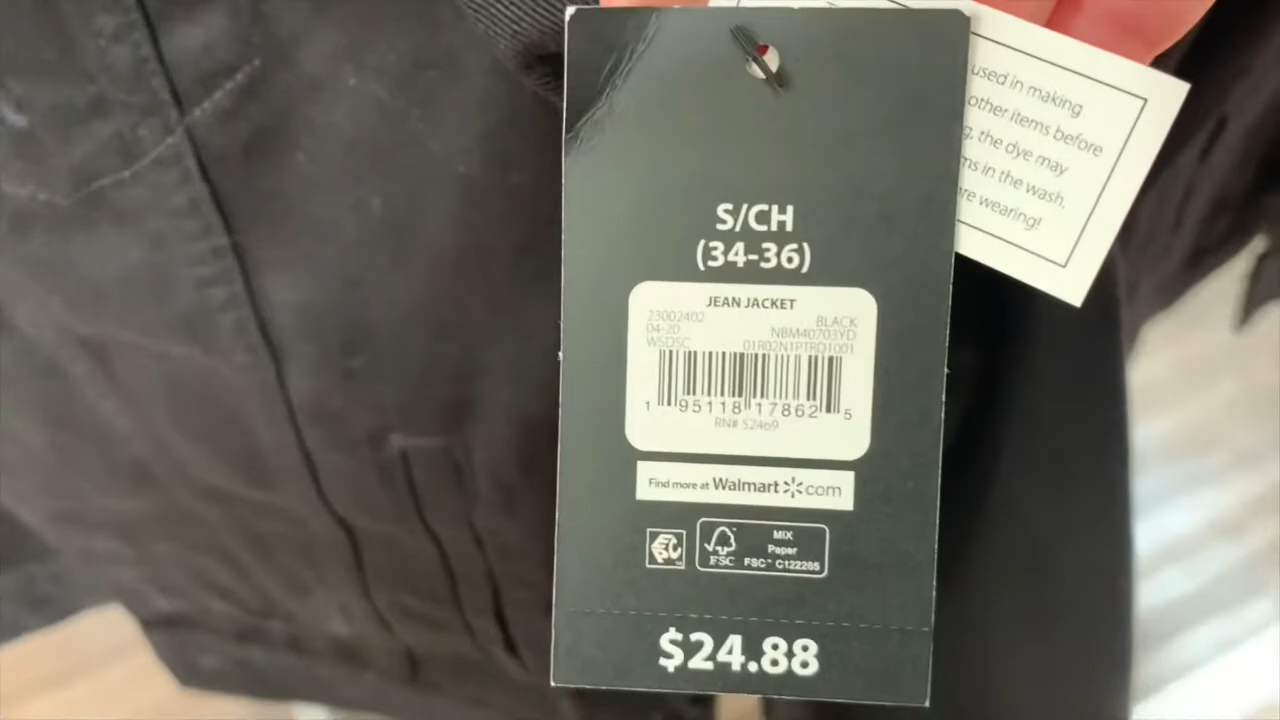 S/CH
(34-36)
JEAN JACKET
23002402 BLACK
04-20 NBM40703YD
WSDSC 01R02N1PTRD1001
1 95118 17862 5
RN# 52469
Find more at Walmart com
FSC MIX
Paper
FSC™ C122265
$24.88
used in making
other items before
the dye may
in the wash,
wearing!